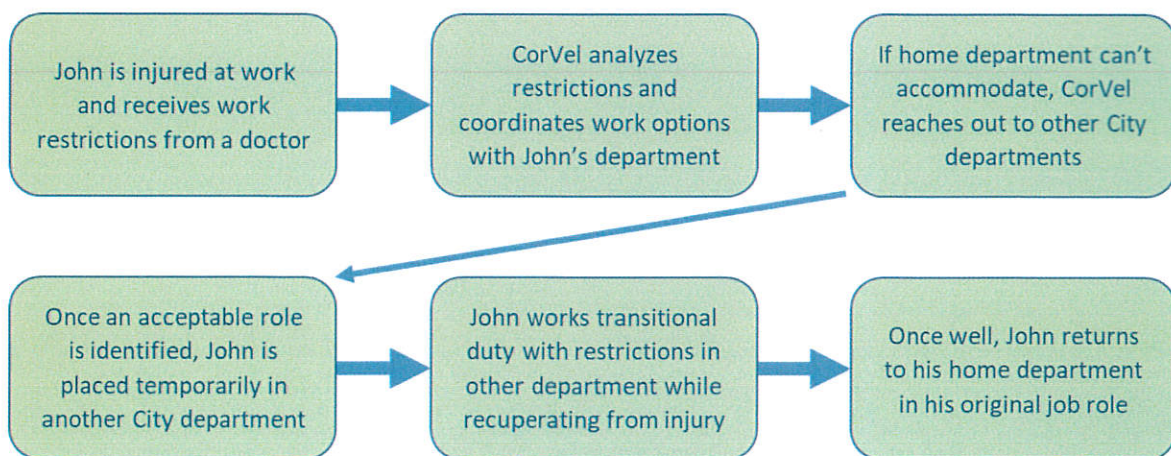 John is injured at work
and receives work
restrictions from a doctor
CorVel analyzes
restrictions and
coordinates work options
with John's department
If home department can't
accommodate, CorVel
reaches out to other City
departments
Once an acceptable role
is identified, John is
placed temporarily in
another City department
John works transitional
duty with restrictions in
other department while
recuperating from injury
Once well, John returns
to his home department
in his original job role